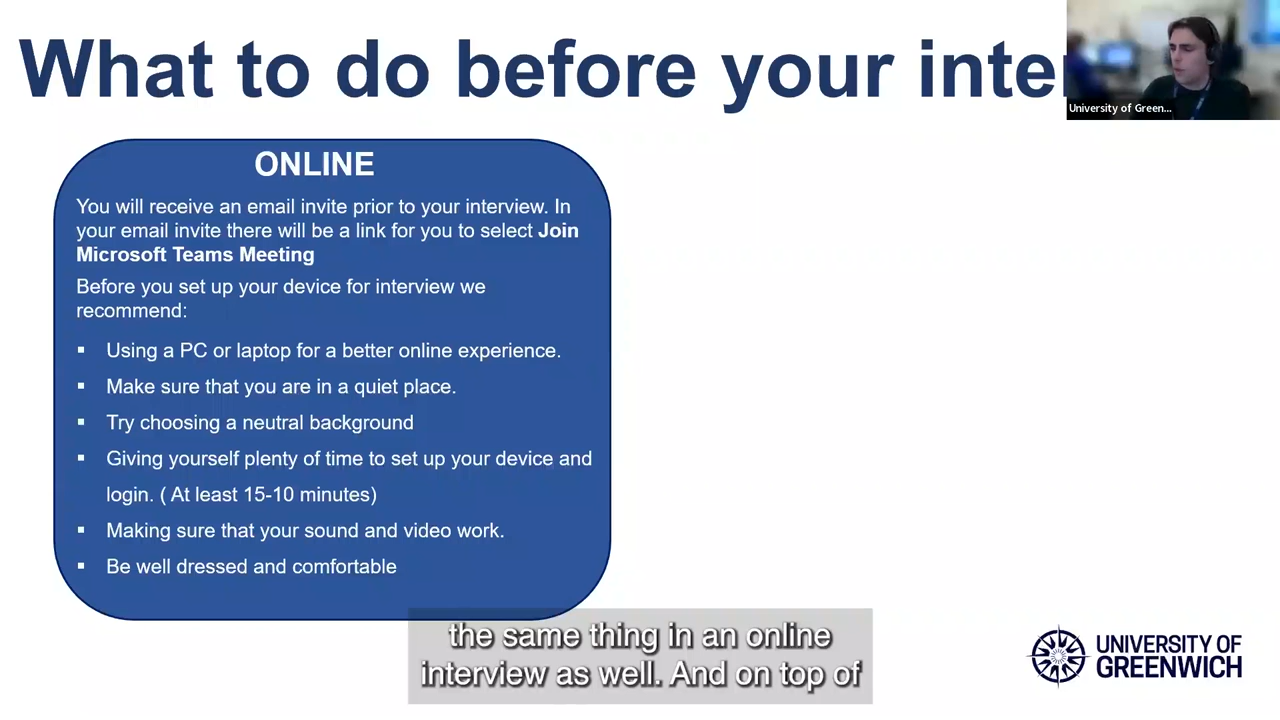 What to do before your inter
University of Green...
ONLINE
You will receive an email invite prior to your interview. In
your email invite there will be a link for you to select Join
Microsoft Teams Meeting
Before you set up your device for interview we
recommend:
▪ Using a PC or laptop for a better online experience.
▪ Make sure that you are in a quiet place.
▪ Try choosing a neutral background
▪ Giving yourself plenty of time to set up your device and
login. ( At least 15-10 minutes)
▪ Making sure that your sound and video work.
▪ Be well dressed and comfortable
the same thing in an online
interview as well. And on top of
UNIVERSITY OF
GREENWICH